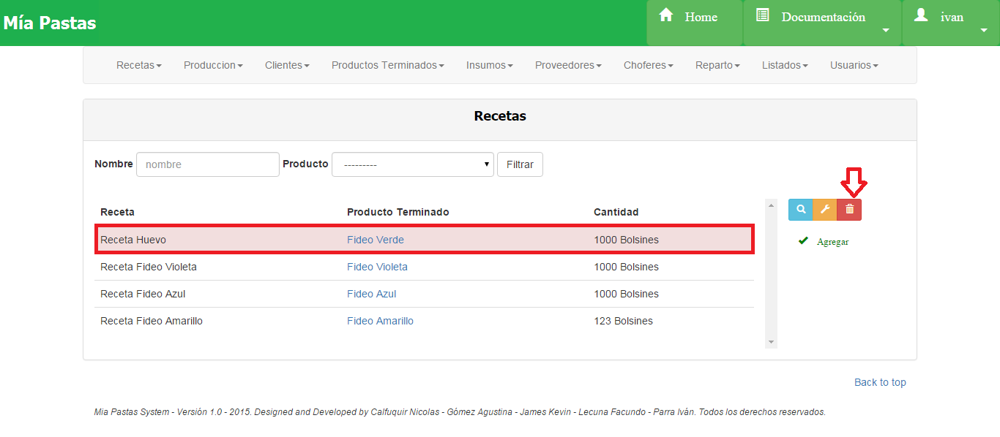 Mía Pastas Home Documentación ivan
Recetas Produccion Clientes Productos Terminados Insumos Proveedores Choferes Reparto Listados Usuarios
Recetas
Nombre nombre Producto --------- Filtrar
Receta Producto Terminado Cantidad
Receta Huevo Fideo Verde 1000 Bolsines
Agregar
Receta Fideo Violeta Fideo Violeta 1000 Bolsines
Receta Fideo Azul Fideo Azul 1000 Bolsines
Receta Fideo Amarillo Fideo Amarillo 123 Bolsines
Back to top
Mia Pastas System - Versión 1.0 - 2015. Designed and Developed by Calfuquir Nicolas - Gómez Agustina - James Kevin - Lecuna Facundo - Parra Iván. Todos los derechos reservados.